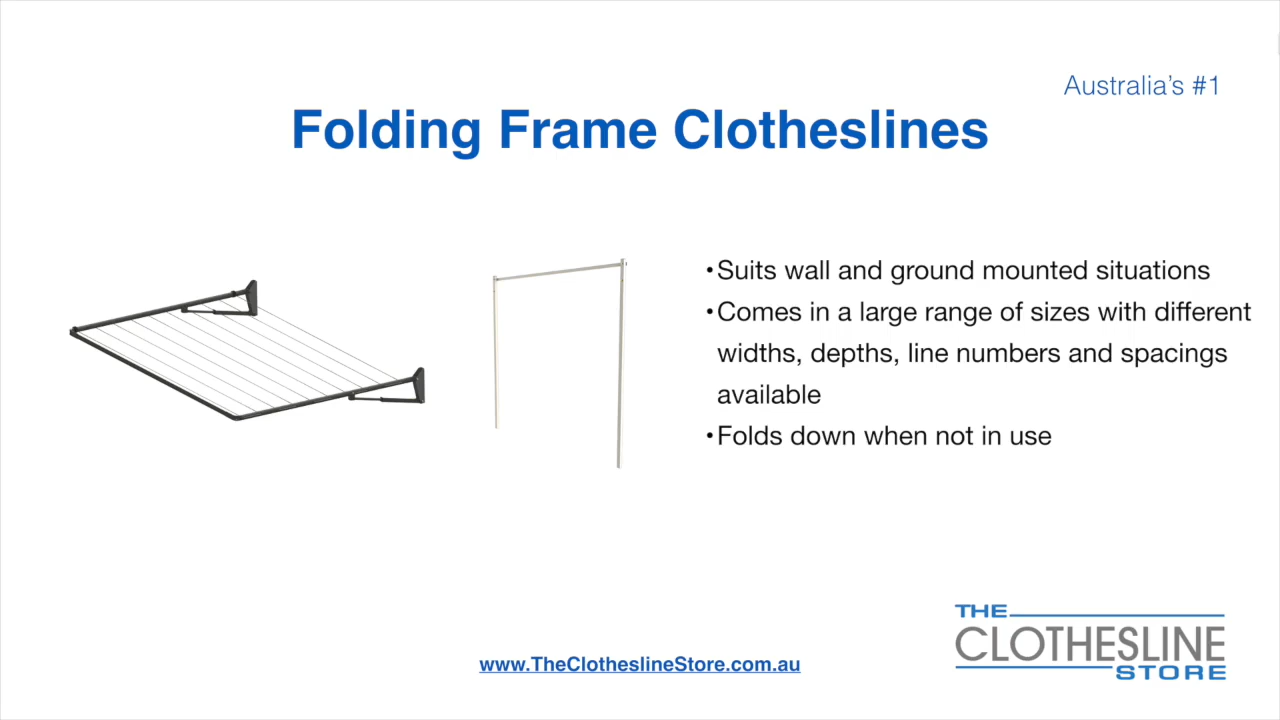 Australia's #1
Folding Frame Clotheslines
•Suits wall and ground mounted situations
•Comes in a large range of sizes with different
widths, depths, line numbers and spacings
available
•Folds down when not in use
www.TheClotheslineStore.com.au
THE
CLOTHESLINE
STORE